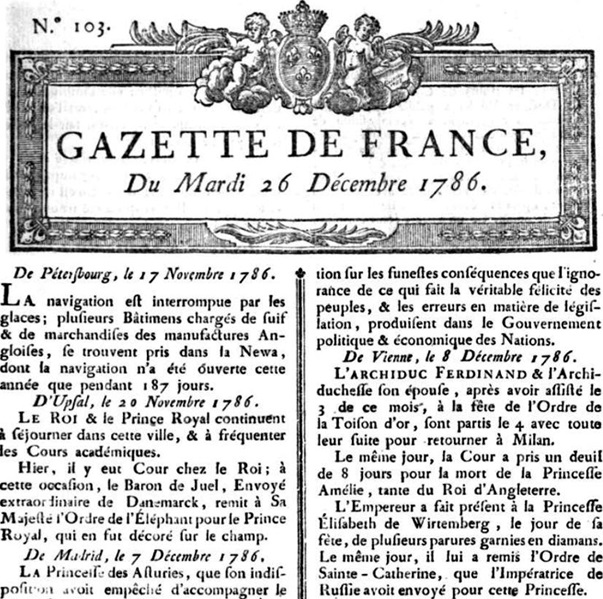 N.° 103.
GAZETTE DE FRANCE,
Du Mardi 26 Décembre 1786.
De Pétersbourg, le 17 Novembre 1786.
LA navigation eſt interrompue par les
glaces; pluſieurs Bâtimens chargés de ſuif
& de marchandiſes des manufactures An-
gloiſes, ſe trouvent pris dans la Newa,
dont la navigation n'a été ouverte cette
année que pendant 187 jours.
D'Upſal, le 20 Novembre 1786.
LE ROI & le Prince Royal continuent
à ſéjourner dans cette ville, & à fréquenter
les Cours académiques.
Hier, il y eut Cour chez le Roi; à
cette occaſion, le Baron de Juel, Envoyé
extraordinaire de Danemarck, remit à Sa
Majeſté l'Ordre de l'Éléphant pour le Prince
Royal, qui en fut décoré ſur le champ.
De Madrid, le 7 Décembre 1786.
LA Princeſſe des Aſturies, que ſon indiſ-
poſition avoit empêché d'accompagner le
tion ſur les funeſtes conſéquences que l'igno-
rance de ce qui fait la véritable félicité des
peuples, & les erreurs en matière de légiſ-
lation, produiſent dans le Gouvernement
politique & économique des Nations.
De Vienne, le 8 Décembre 1786.
L'ARCHIDUC FERDINAND & l'Archi-
ducheſſe ſon épouſe, après avoir aſſiſté le
3 de ce mois, à la fête de l'Ordre de
la Toiſon d'or, ſont partis le 4 avec toute
leur ſuite pour retourner à Milan.
Le même jour, la Cour a pris un deuil
de 8 jours pour la mort de la Princeſſe
Amélie, tante du Roi d'Angleterre.
L'Empereur a fait préſent à la Princeſſe
Éliſabeth de Wirtemberg, le jour de ſa
fête, de pluſieurs parures garnies en diamans.
Le même jour, il lui a remis l'Ordre de
Sainte-Catherine, que l'Impératrice de
Ruſſie avoit envoyé pour cette Princeſſe.